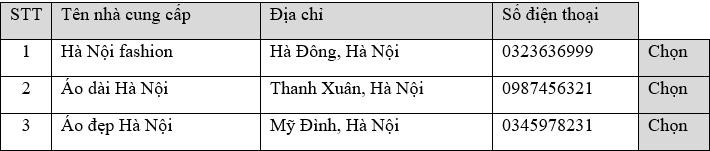 STT Tên nhà cung cấp Địa chỉ Số điện thoại
1 Hà Nội fashion Hà Đông, Hà Nội 0323636999 Chọn
2 Áo dài Hà Nội Thanh Xuân, Hà Nội 0987456321 Chọn
3 Áo đẹp Hà Nội Mỹ Đình, Hà Nội 0345978231 Chọn